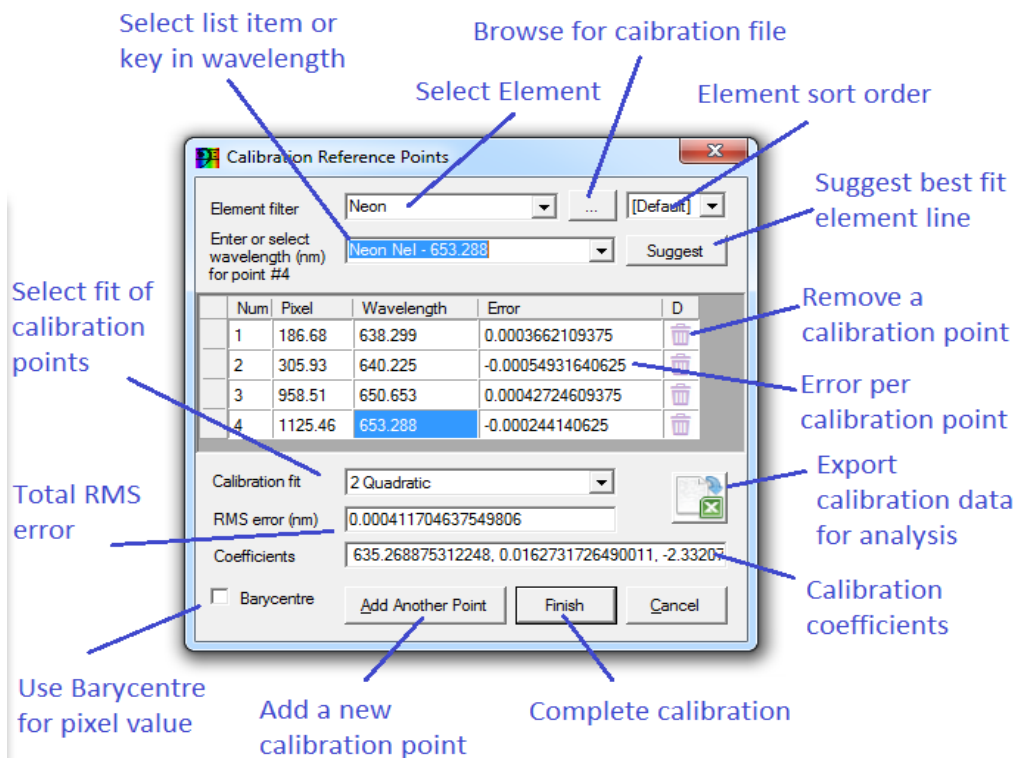 Select list item or
key in wavelength
Browse for caibration file
Select Element
Element sort order
Calibration Reference Points
Suggest best fit
element line
Element filter
Neon
...
[Default]
Enter or select
wavelength (nm)
for point #4
Neon NeI - 653.288
Suggest
Select fit of
calibration
points
Num Pixel Wavelength Error D
1 186.68 638.299 0.0003662109375
2 305.93 640.225 -0.00054931640625
3 958.51 650.653 0.00042724609375
4 1125.46 653.288 -0.000244140625
Remove a
calibration point
Error per
calibration point
Calibration fit
2 Quadratic
Export
calibration data
for analysis
Total RMS
error
RMS error (nm)
0.000411704637549806
Coefficients
635.268875312248, 0.0162731726490011, -2.33207
Calibration
coefficients
Barycentre
Add Another Point
Finish
Cancel
Use Barycentre
for pixel value
Add a new
calibration point
Complete calibration